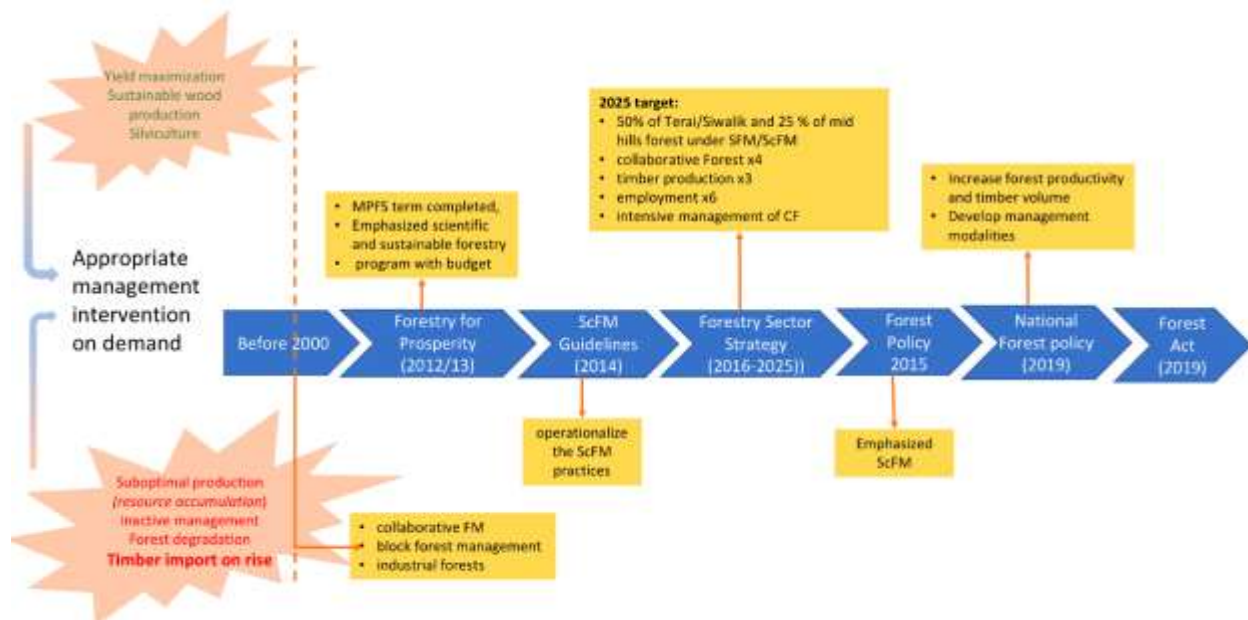 Yield maximization
Sustainable wood
production
Silviculture
Appropriate
management
intervention
on demand
Suboptimal production
(resource accumulation)
Inactive management
Forest degradation
Timber import on rise
Before 2000
• collaborative FM
• block forest management
• industrial forests
• MPFS term completed,
• Emphasized scientific
and sustainable forestry
• program with budget
Forestry for
Prosperity
(2012/13)
ScFM
Guidelines
(2014)
operationalize
the ScFM
practices
2025 target:
• 50% of Terai/Siwalik and 25 % of mid
hills forest under SFM/ScFM
• collaborative Forest x4
• timber production x3
• employment x6
• intensive management of CF
Forestry Sector
Strategy
(2016-2025))
Forest
Policy
2015
Emphasized
ScFM
• Increase forest productivity
and timber volume
• Develop management
modalities
National
Forest policy
(2019)
Forest
Act
(2019)